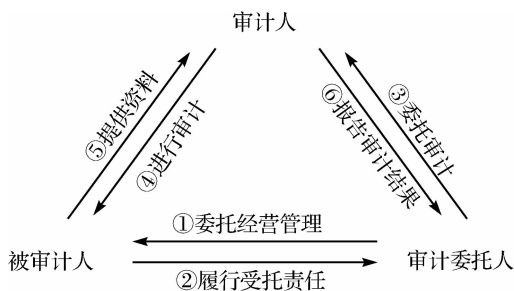 审计人
⑤提供资料
④进行审计
⑥报告审计结果
③委托审计
①委托经营管理
被审计人
审计委托人
②履行受托责任